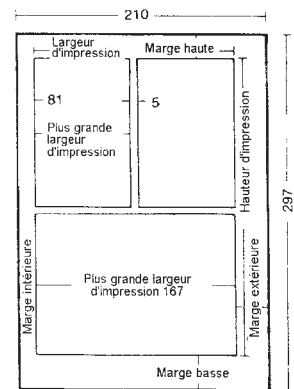 210
Largeur
d'impression
Marge haute
81
5
Plus grande
largeur
d'impression
Hauteur d'impression
297
Marge intérieure
Plus grande largeur
d'impression 167
Marge extérieure
Marge basse